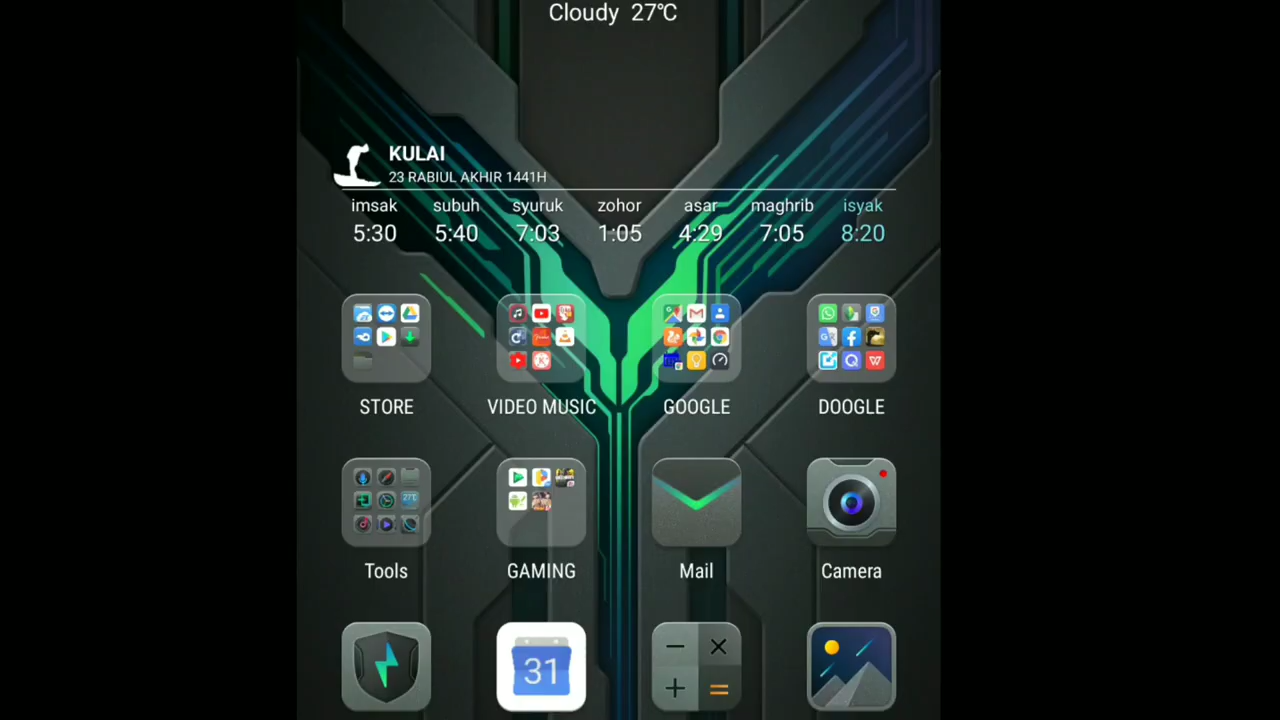 Cloudy 27℃
KULAI
23 RABIUL AKHIR 1441H
imsak subuh syuruk zohor asar maghrib isyak
5:30 5:40 7:03 1:05 4:29 7:05 8:20
STORE VIDEO MUSIC GOOGLE DOOGLE
27℃
Tools GAMING Mail Camera
31